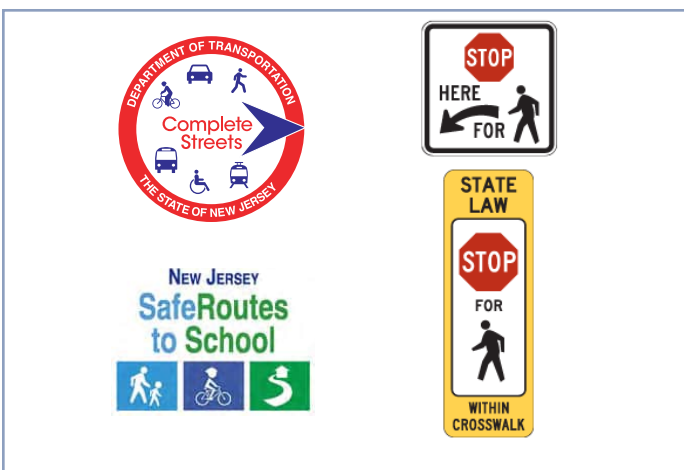 DEPARTMENT OF TRANSPORTATION
Complete
Streets
THE STATE OF NEW JERSEY
STOP
HERE
FOR
NEW JERSEY
SafeRoutes
to School
STATE
LAW
STOP
FOR
WITHIN
CROSSWALK